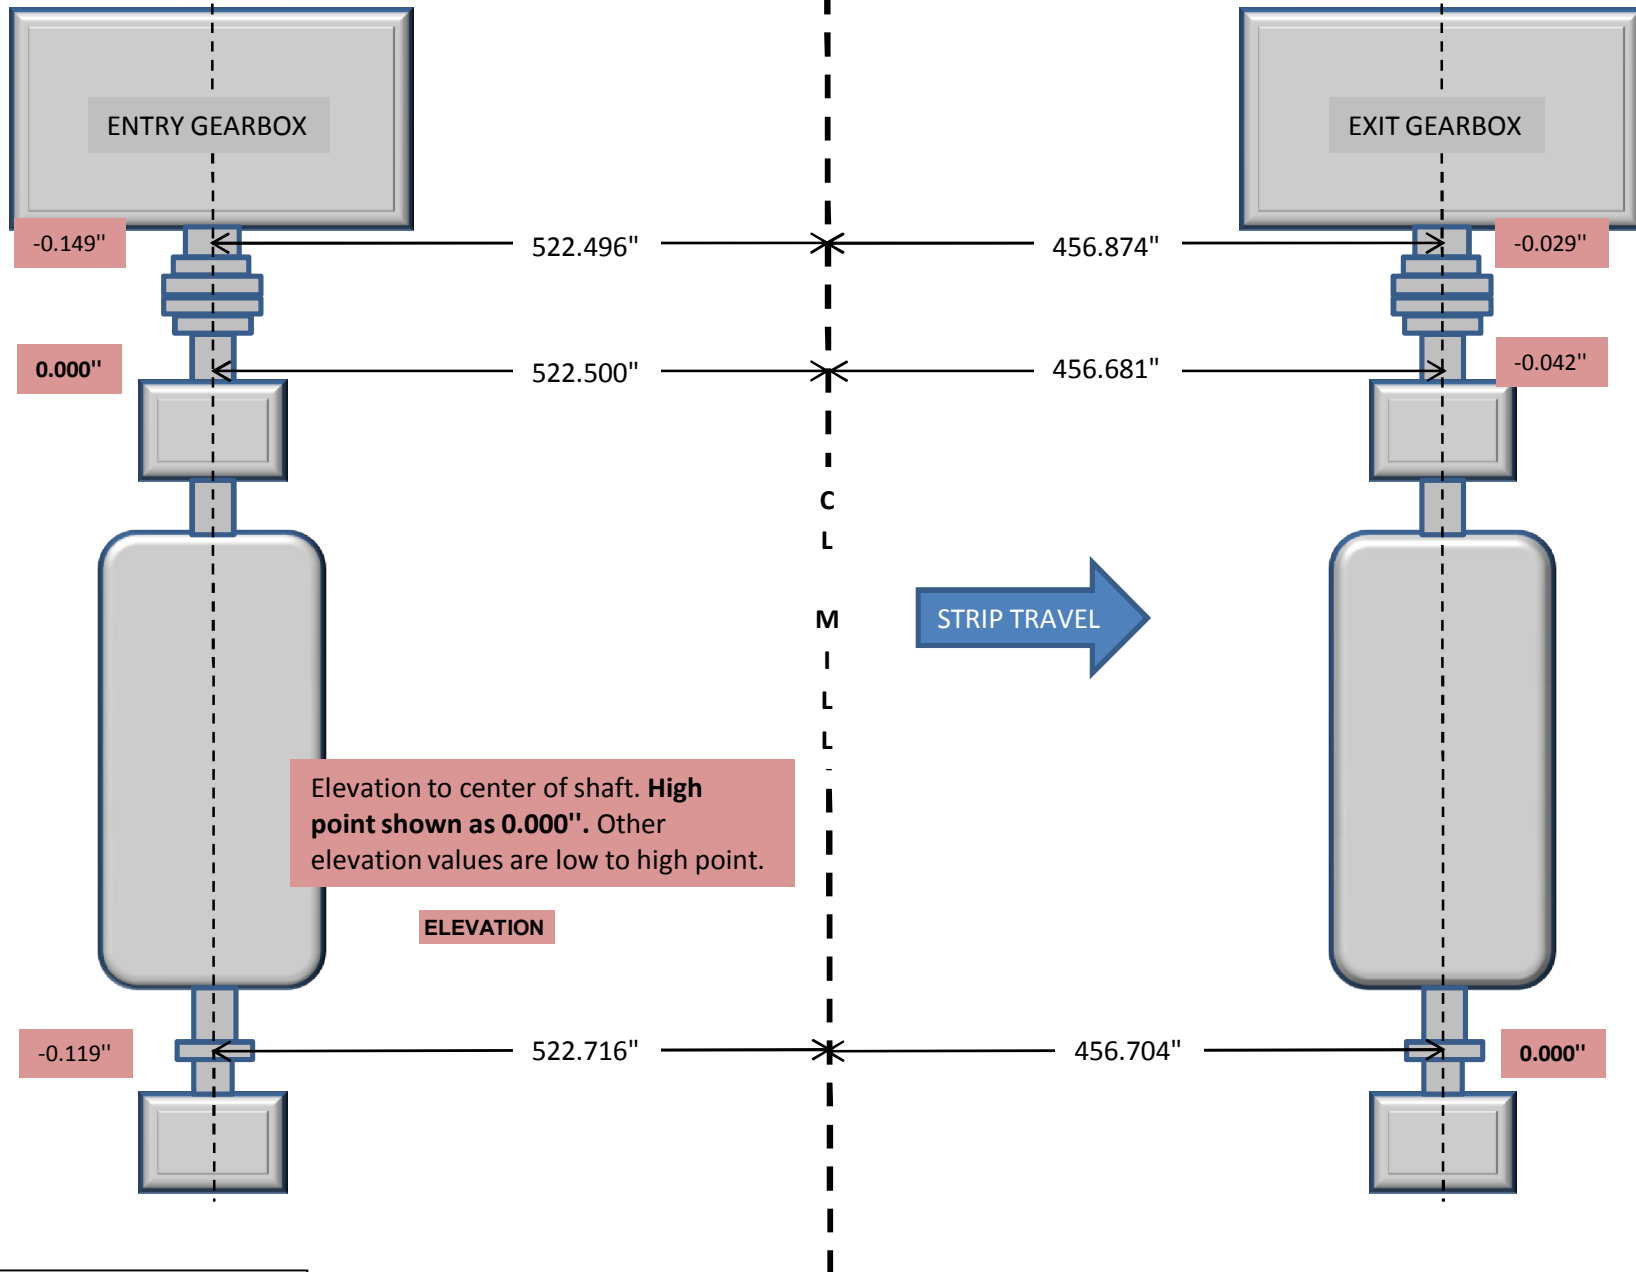 ENTRY GEARBOX
EXIT GEARBOX
-0.149"
522.496"
456.874"
-0.029"
0.000"
522.500"
456.681"
-0.042"
C
L
M
I
L
L
STRIP TRAVEL
Elevation to center of shaft. High
point shown as 0.000". Other
elevation values are low to high point.
ELEVATION
-0.119"
522.716"
456.704"
0.000"